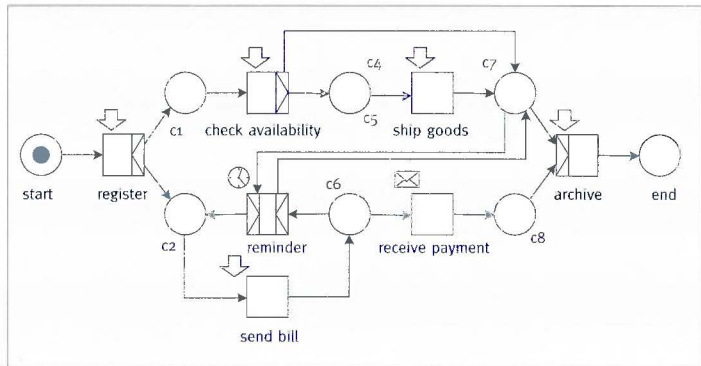 c4
c7
c1
check availability
c5
ship goods
start
register
c6
archive
end
c2
reminder
receive payment
c8
send bill